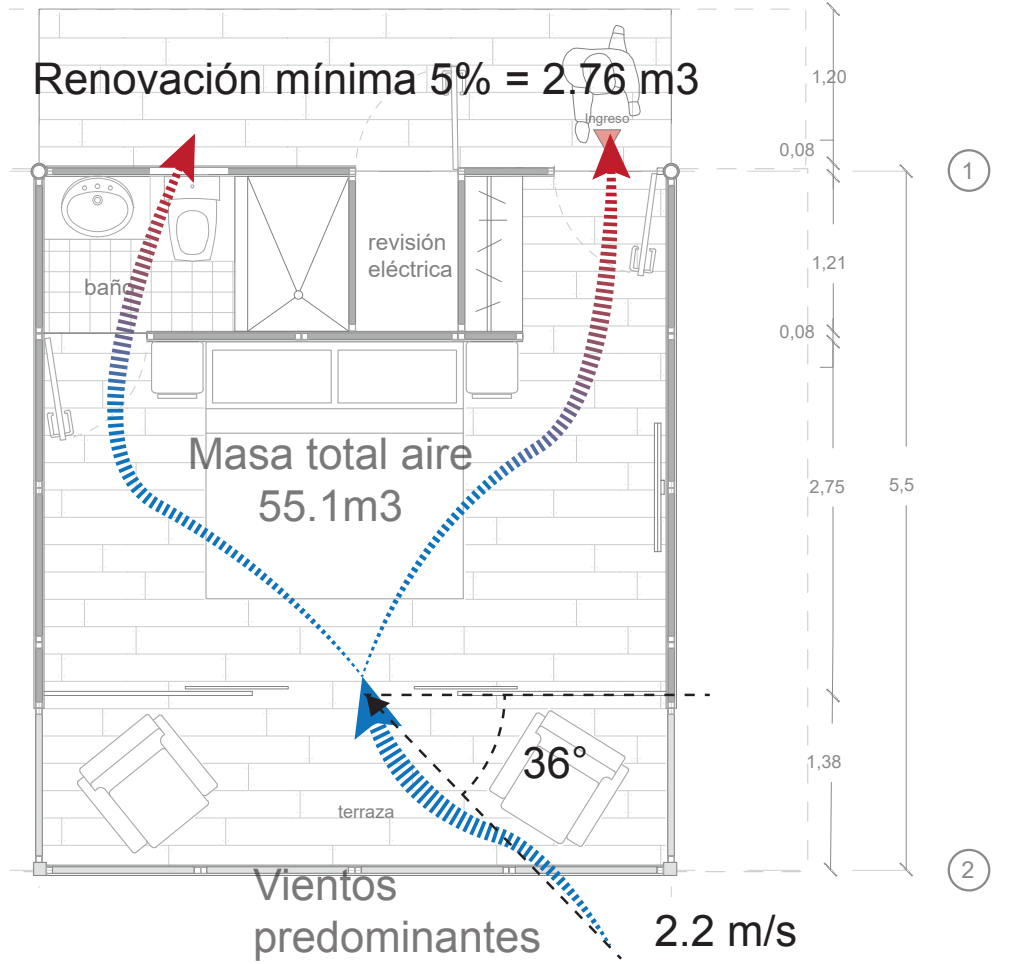 1,20
Renovación mínima 5% = 2.76 m3
Ingreso
0,08
1
revisión
eléctrica
1,21
baño
0,08
Masa total aire
55.1m3
2,75
5,5
36°
1,38
terraza
Vientos
predominantes
2.2 m/s
2